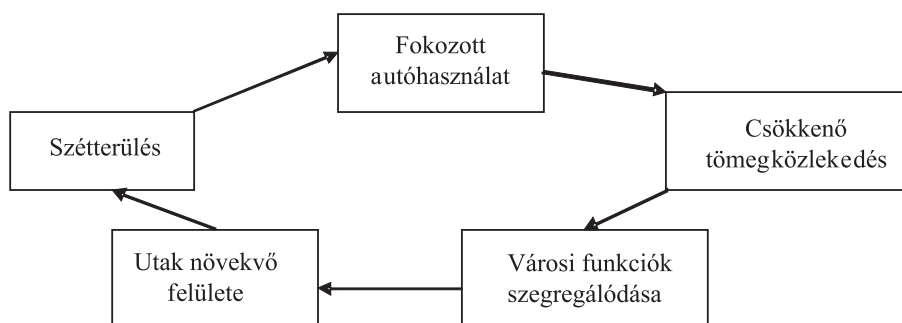 Fokozott
autóhasználat
Csökkenő
tömegközlekedés
Városi funkciók
szegregálódása
Utak növekvő
felülete
Szétterülés